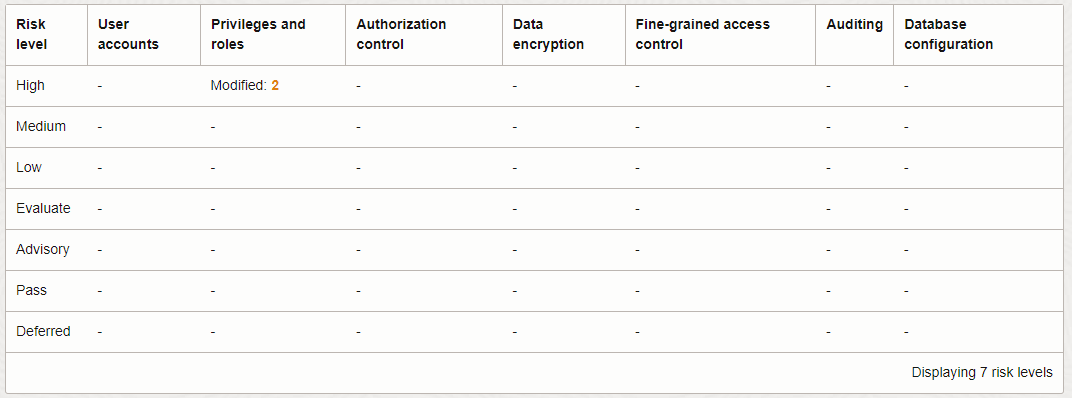 Risk level User accounts Privileges and roles Authorization control Data encryption Fine-grained access control Auditing Database configuration
High - Modified: 2 - - - - -
Medium - - - - - - -
Low - - - - - - -
Evaluate - - - - - - -
Advisory - - - - - - -
Pass - - - - - - -
Deferred - - - - - - -
Displaying 7 risk levels